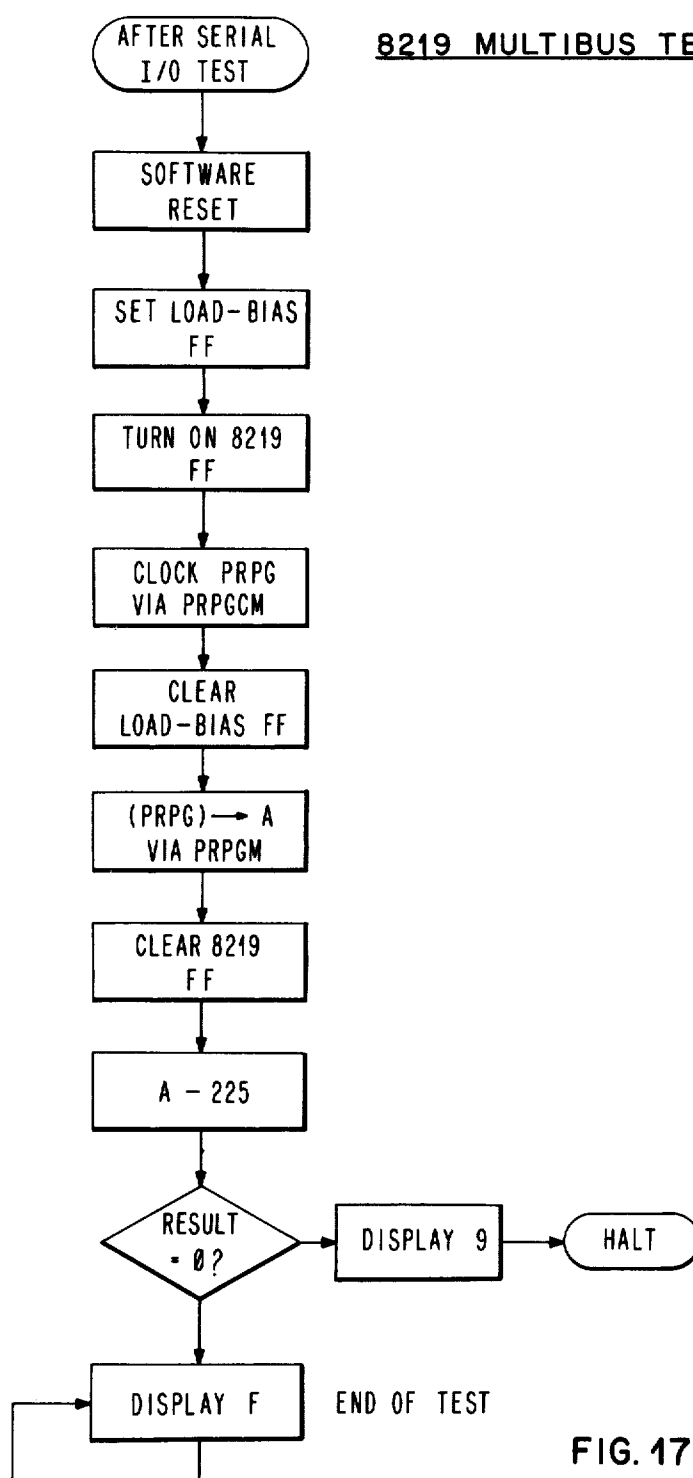 AFTER SERIAL
I/O TEST
8219 MULTIBUS TE
SOFTWARE
RESET
SET LOAD-BIAS
FF
TURN ON 8219
FF
CLOCK PRPG
VIA PRPGCM
CLEAR
LOAD-BIAS FF
(PRPG)→ A
VIA PRPGM
CLEAR 8219
FF
A - 225
RESULT
= 0?
DISPLAY 9
HALT
DISPLAY F
END OF TEST
FIG. 17